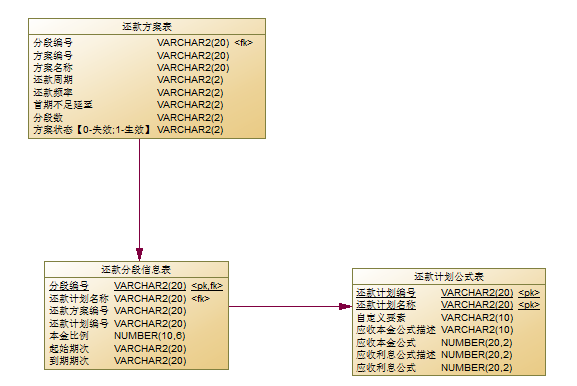 还款方案表
分段编号 VARCHAR2(20) <fk>
方案编号 VARCHAR2(20)
方案名称 VARCHAR2(20)
还款周期 VARCHAR2(2)
还款频率 VARCHAR2(2)
首期不足延至 VARCHAR2(2)
分段数 VARCHAR2(2)
方案状态【0-失效;1-生效】 VARCHAR2(2)
还款分段信息表
分段编号 VARCHAR2(20) <pk,fk>
还款计划名称 VARCHAR2(20) <fk>
还款方案编号 VARCHAR2(20)
还款计划编号 VARCHAR2(20)
本金比例 NUMBER(10,6)
起始期次 VARCHAR2(20)
到期期次 VARCHAR2(20)
还款计划公式表
还款计划编号 VARCHAR2(20) <pk>
还款计划名称 VARCHAR2(20) <pk>
自定义要素 VARCHAR2(10)
应收本金公式描述 VARCHAR2(10)
应收本金公式 NUMBER(20,2)
应收利息公式描述 NUMBER(20,2)
应收利息公式 NUMBER(20,2)